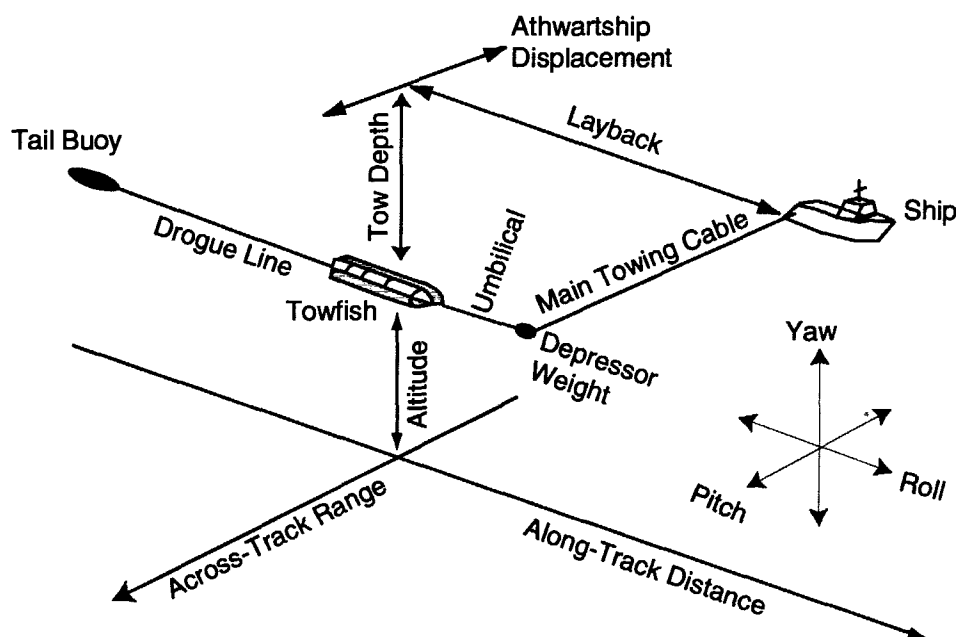 Athwartship
Displacement
Layback
Tail Buoy
Tow Depth
Ship
Drogue Line
Umbilical
Main Towing Cable
Towfish
Depressor
Weight
Altitude
Yaw
Roll
Pitch
Across-Track Range
Along-Track Distance